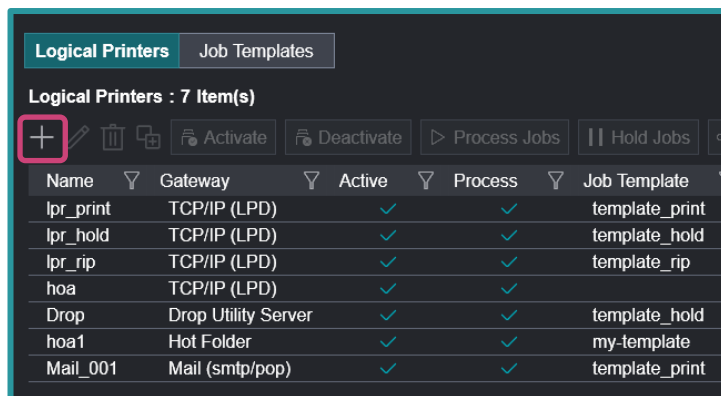 Logical Printers Job Templates
Logical Printers : 7 Item(s)
Activate Deactivate Process Jobs Hold Jobs
Name Gateway Active Process Job Template
lpr_print TCP/IP (LPD) template_print
lpr_hold TCP/IP (LPD) template_hold
lpr_rip TCP/IP (LPD) template_rip
hoa TCP/IP (LPD)
Drop Drop Utility Server template_hold
hoa1 Hot Folder my-template
Mail_001 Mail (smtp/pop) template_print